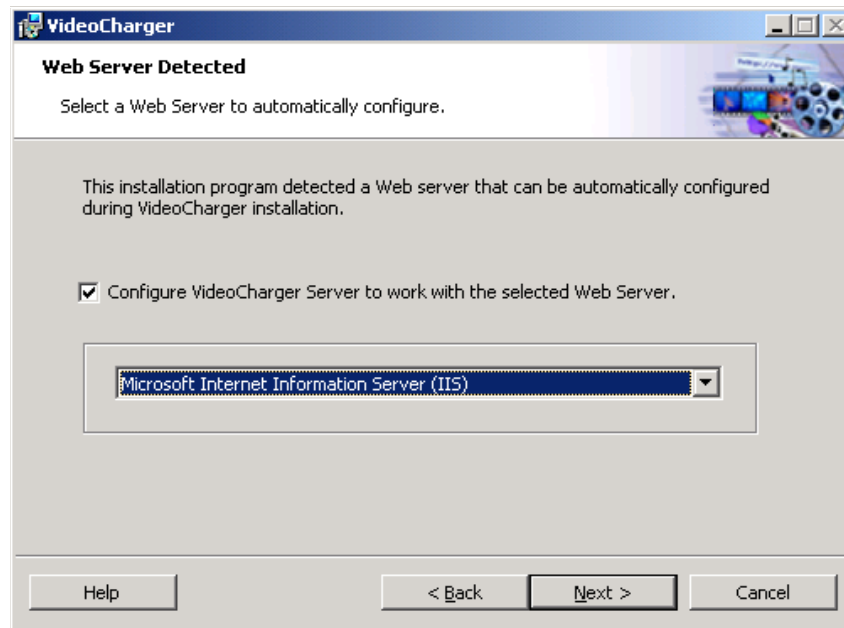 VideoCharger
Web Server Detected
Select a Web Server to automatically configure.
This installation program detected a Web server that can be automatically configured
during VideoCharger installation.
Configure VideoCharger Server to work with the selected Web Server.
Microsoft Internet Information Server (IIS)
Help
< Back
Next >
Cancel